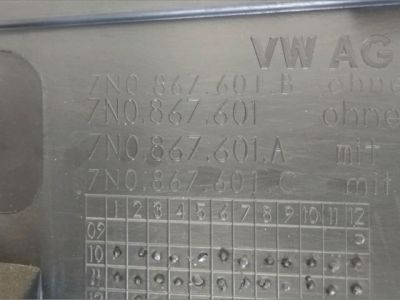 VW AG
7N0.867.601.B ohne
7N0.867.601 ohne
7N0.867.601.A mit
7N0.867.601.C mit
1 2 3 4 5 6 7 8 9 10 11 12
09
10
11
12